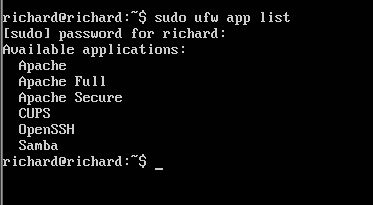 richard@richard:~$ sudo ufw app list
[sudo] password for richard:
Available applications:
  Apache
  Apache Full
  Apache Secure
  CUPS
  OpenSSH
  Samba
richard@richard:~$ _